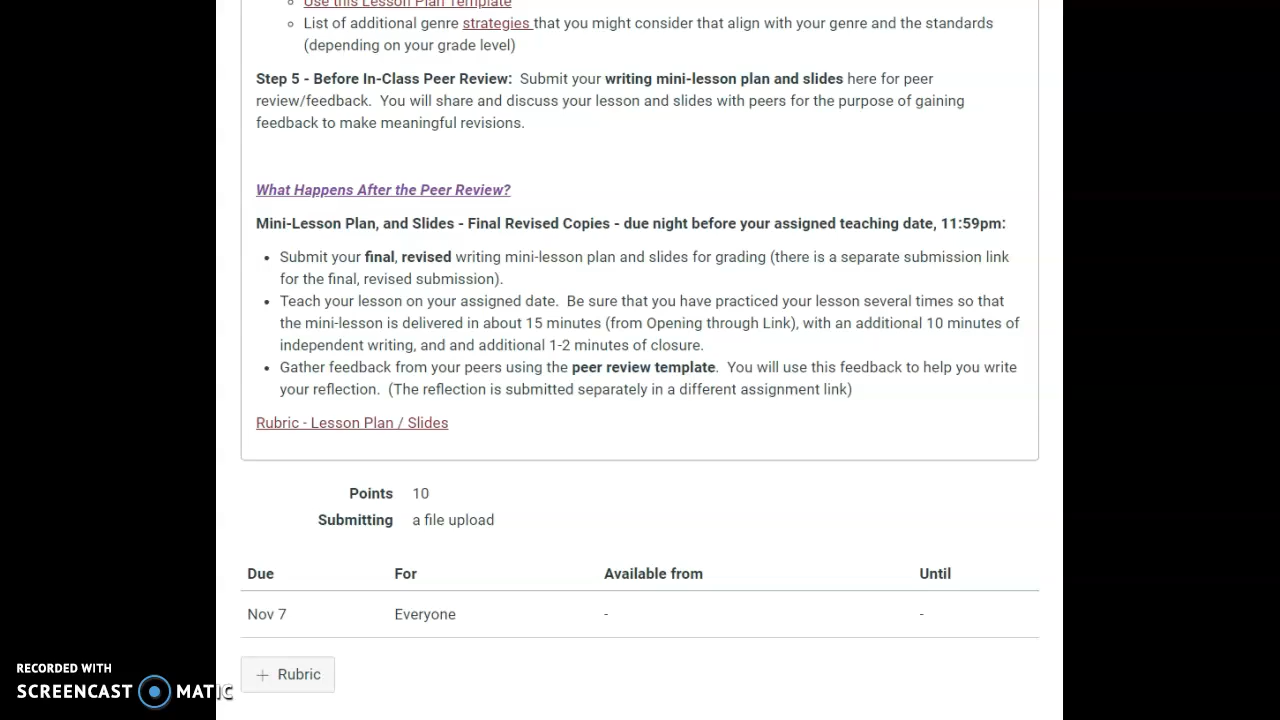 Use this Lesson Plan Template
List of additional genre strategies that you might consider that align with your genre and the standards
(depending on your grade level)
Step 5 - Before In-Class Peer Review: Submit your writing mini-lesson plan and slides here for peer
review/feedback. You will share and discuss your lesson and slides with peers for the purpose of gaining
feedback to make meaningful revisions.
What Happens After the Peer Review?
Mini-Lesson Plan, and Slides - Final Revised Copies - due night before your assigned teaching date, 11:59pm:
Submit your final, revised writing mini-lesson plan and slides for grading (there is a separate submission link
for the final, revised submission).
Teach your lesson on your assigned date. Be sure that you have practiced your lesson several times so that
the mini-lesson is delivered in about 15 minutes (from Opening through Link), with an additional 10 minutes of
independent writing, and and additional 1-2 minutes of closure.
Gather feedback from your peers using the peer review template. You will use this feedback to help you write
your reflection. (The reflection is submitted separately in a different assignment link)
Rubric - Lesson Plan / Slides
Points 10
Submitting a file upload
Due For Available from Until
Nov 7 Everyone - -
+ Rubric
RECORDED WITH
SCREENCAST MATIC